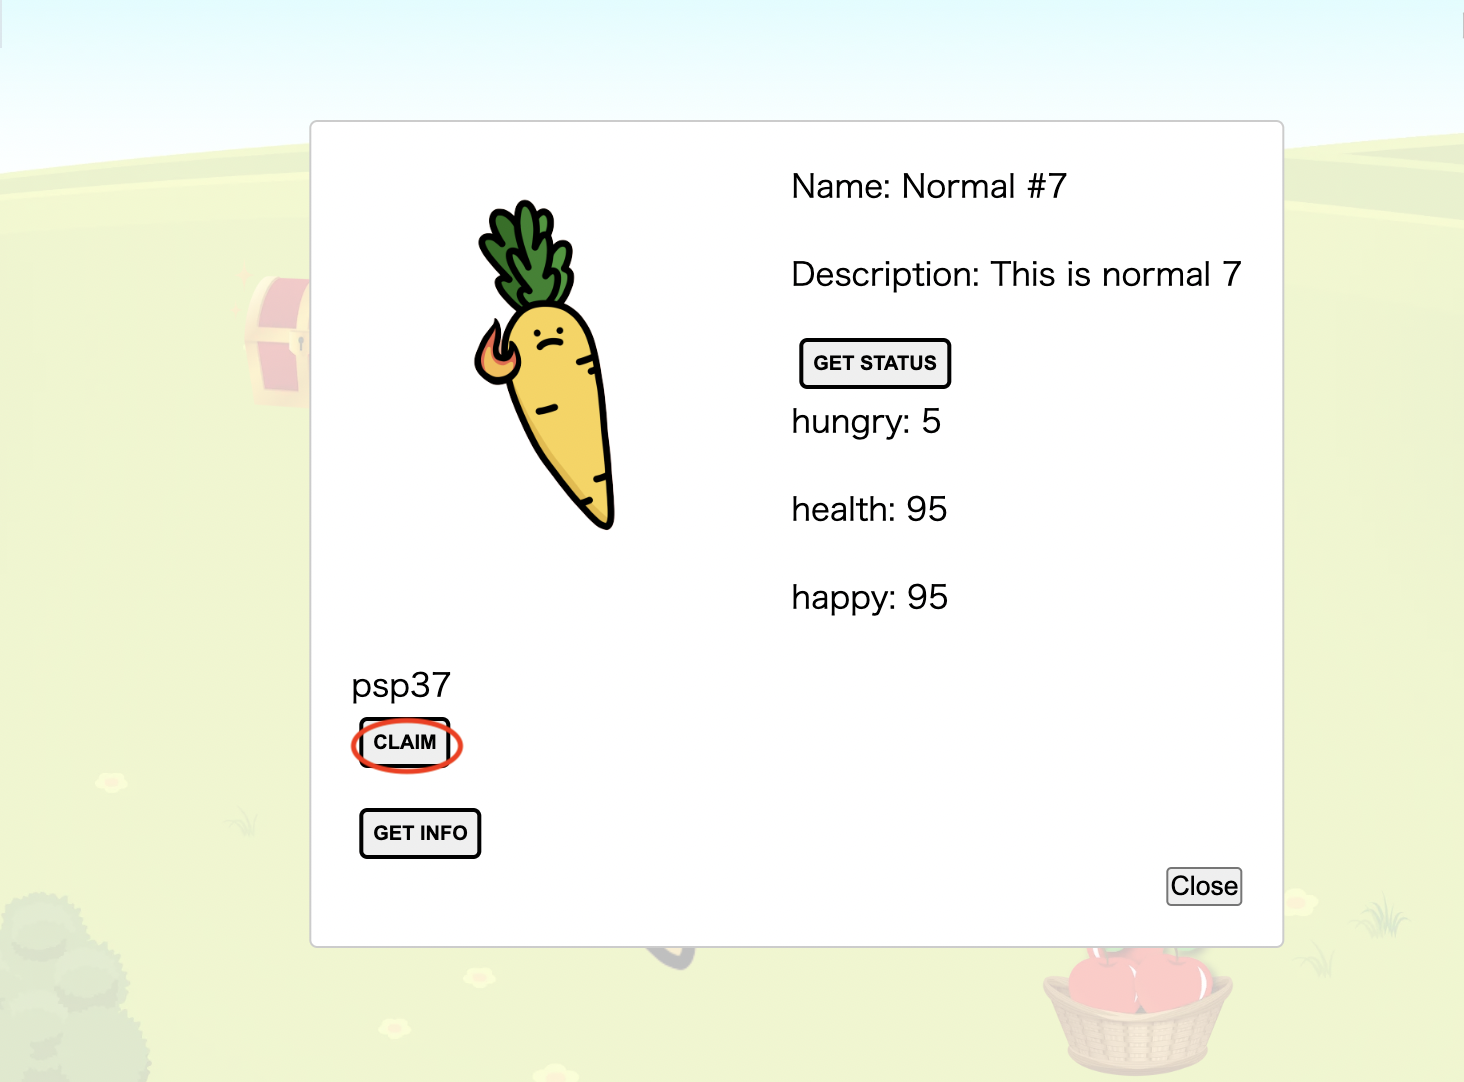 Name: Normal #7
Description: This is normal 7
GET STATUS
hungry: 5
health: 95
happy: 95
psp37
CLAIM
GET INFO
Close